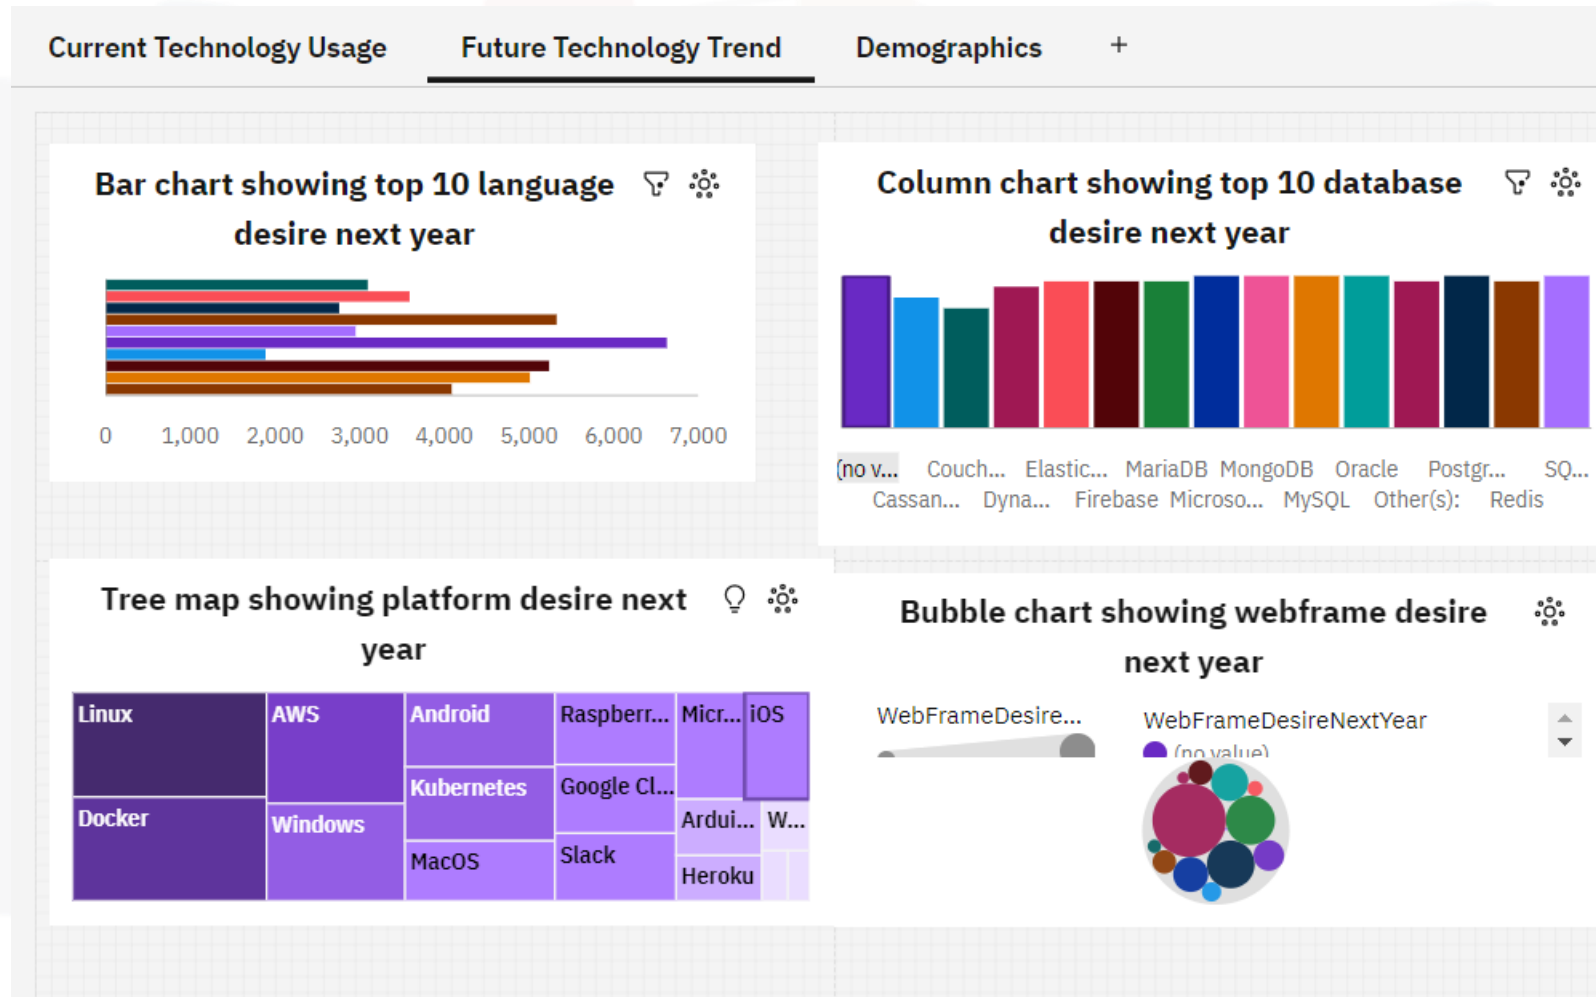 Current Technology Usage Future Technology Trend Demographics +
Bar chart showing top 10 language
desire next year
0 1,000 2,000 3,000 4,000 5,000 6,000 7,000
Column chart showing top 10 database
desire next year
(no v... Couch... Elastic... MariaDB MongoDB Oracle Postgr... SQ...
Cassan... Dyna... Firebase Microso... MySQL Other(s): Redis
Tree map showing platform desire next
year
Linux AWS Android Raspberr... Micr... iOS
Kubernetes Google Cl...
Docker Windows Ardui... W...
MacOS Slack Heroku
Bubble chart showing webframe desire
next year
WebFrameDesire... WebFrameDesireNextYear
(no value)